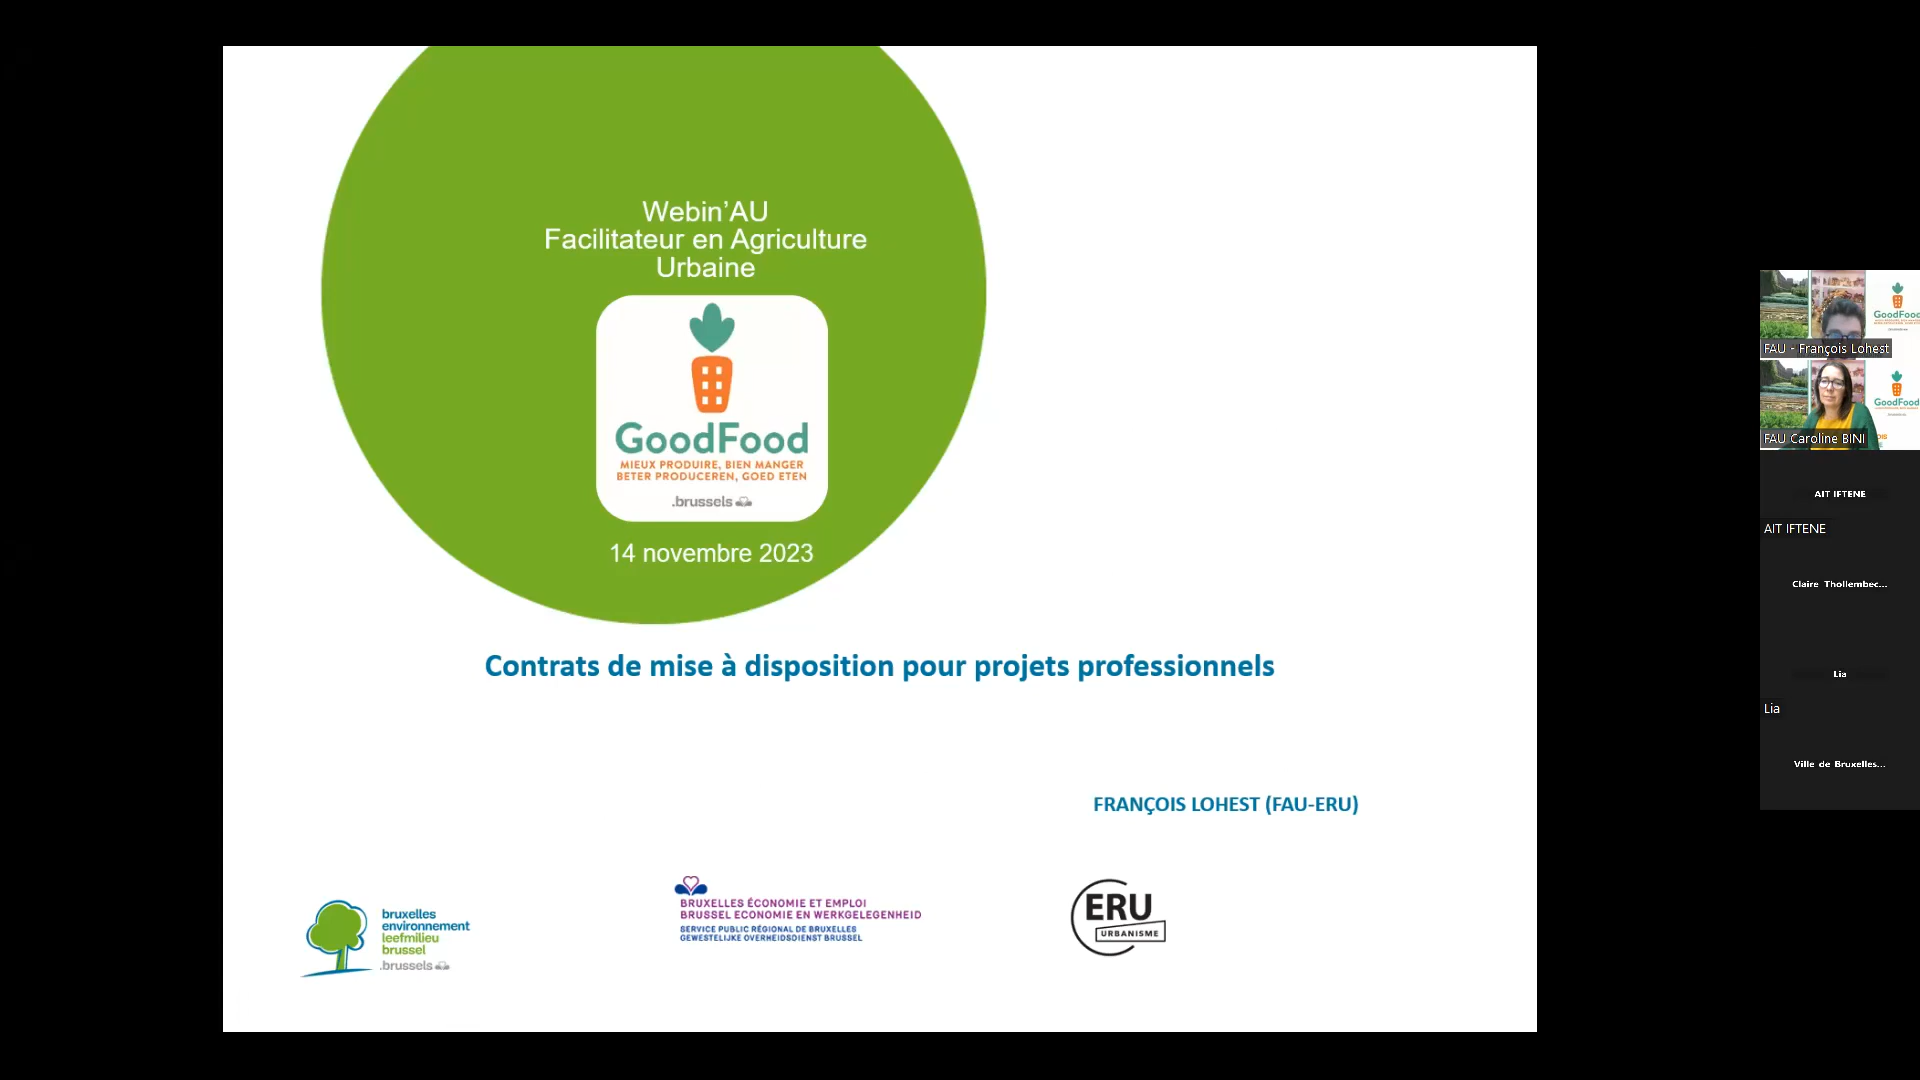 Webin’AU
Facilitateur en Agriculture
Urbaine
GoodFood
MIEUX PRODUIRE, BIEN MANGER
BETER PRODUCEREN, GOED ETEN
.brussels
14 novembre 2023
Contrats de mise à disposition pour projets professionnels
FRANÇOIS LOHEST (FAU-ERU)
bruxelles
environnement
leefmilieu
brussel
.brussels
BRUXELLES ÉCONOMIE ET EMPLOI
BRUSSEL ECONOMIE EN WERKGELEGENHEID
SERVICE PUBLIC RÉGIONAL DE BRUXELLES
GEWESTELIJKE OVERHEIDSDIENST BRUSSEL
ERU
URBANISME
GoodFood
FAU - François Lohest
GoodFood
FAU Caroline BINI
AIT IFTENE
AIT IFTENE
Claire Thollembec...
Lia
Lia
Ville de Bruxelles...